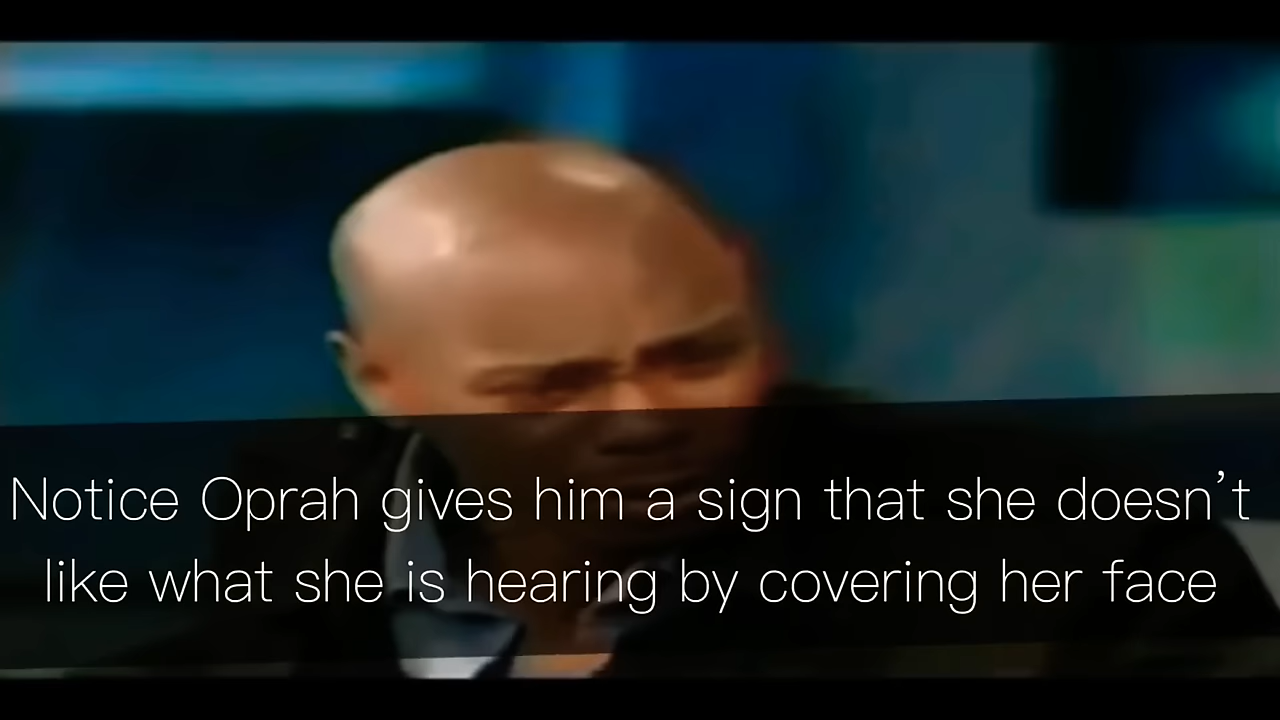 Notice Oprah gives him a sign that she doesn't
like what she is hearing by covering her face